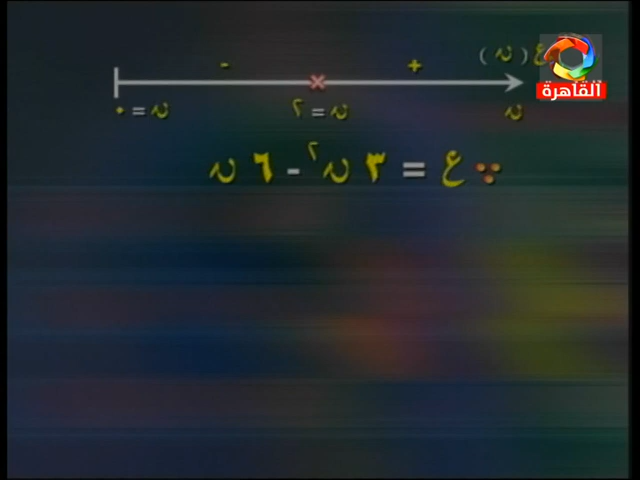 ع (ن)
القاهرة
+ -
ن ن = ٢ ن = ٠
∵ ع = ٣ ن٢ - ٦ ن